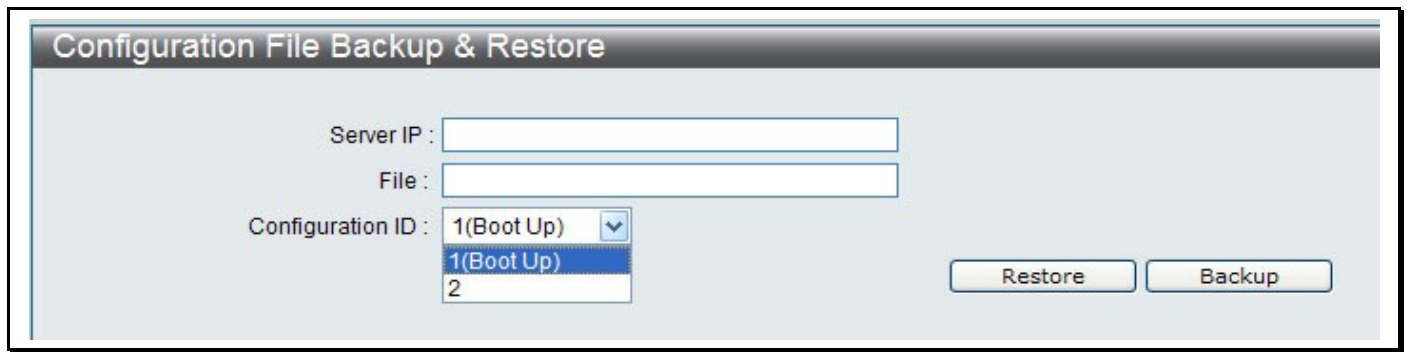 Configuration File Backup & Restore
Server IP :
File :
Configuration ID : 1(Boot Up)
1(Boot Up)
2
Restore Backup